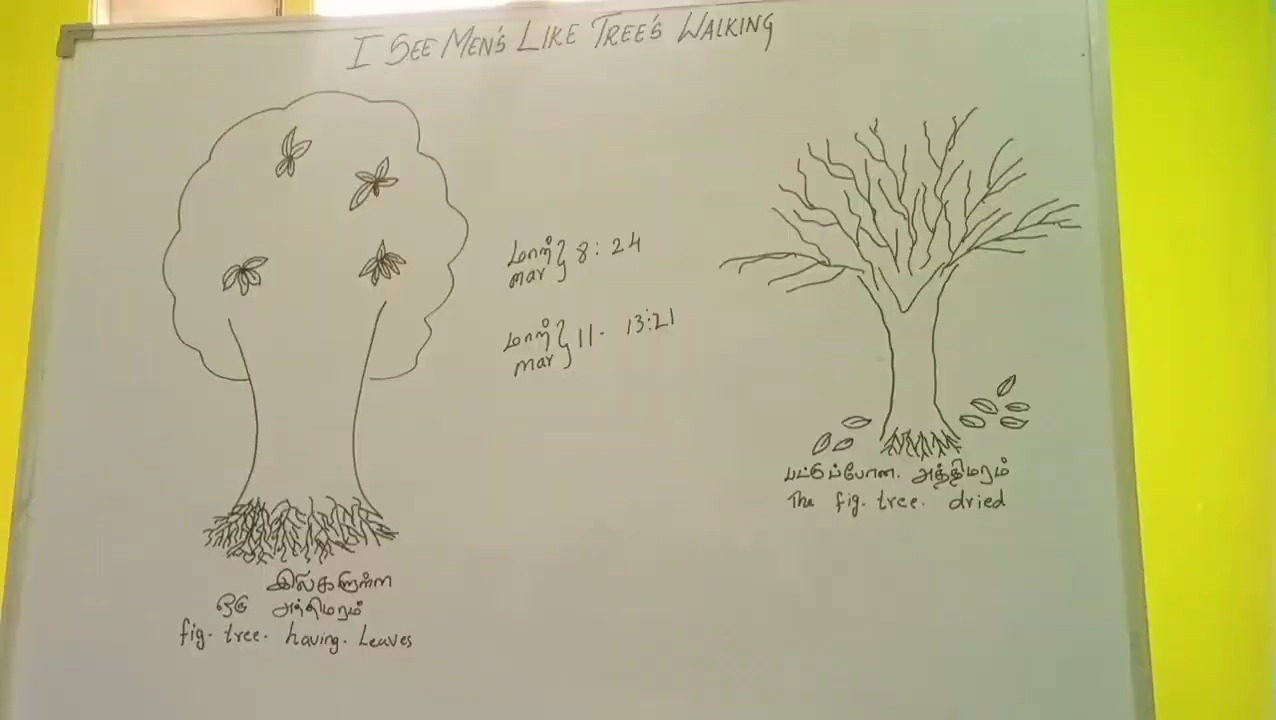 I SEE MEN'S LIKE TREE'S WALKING
மாற் } 8 : 24
mar
மாற் } 11 - 13:21
mar
பட்டுப்போன. அத்திமரம்
The fig. tree. dried
இலைகளுள்ள
ஒரு அத்திமரம்
fig. tree. having. Leaves